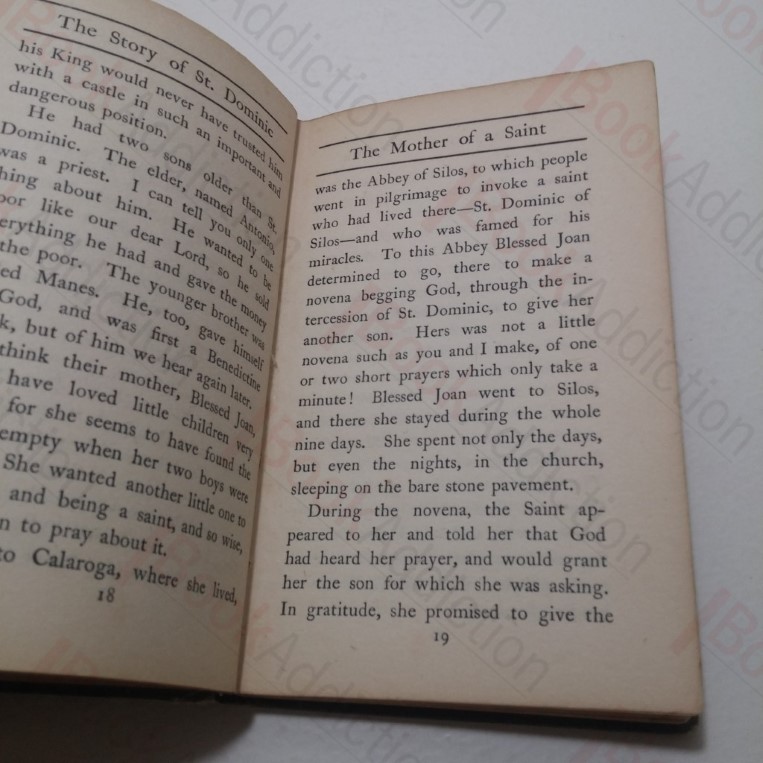 The Story of St. Dominic
his King would never have trusted him
with a castle in such an important and
dangerous position.
He had two sons older than St.
Dominic. The elder, named Antonio,
was a priest. I can tell you only one
hing about him. He wanted to be
oor like our dear Lord, so he sold
erything he had and gave the money
the poor. The younger brother was
ed Manes. He, too, gave himself
God, and was first a Benedictine
k, but of him we hear again later.
think their mother, Blessed Joan,
have loved little children very
for she seems to have found the
empty when her two boys were
She wanted another little one to
and being a saint, and so wise,
n to pray about it.
to Calaroga, where she lived,
18
The Mother of a Saint
was the Abbey of Silos, to which people
went in pilgrimage to invoke a saint
who had lived there—St. Dominic of
Silos—and who was famed for his
miracles. To this Abbey Blessed Joan
determined to go, there to make a
novena begging God, through the in-
tercession of St. Dominic, to give her
another son. Hers was not a little
novena such as you and I make, of one
or two short prayers which only take a
minute! Blessed Joan went to Silos,
and there she stayed during the whole
nine days. She spent not only the days,
but even the nights, in the church,
sleeping on the bare stone pavement.
During the novena, the Saint ap-
peared to her and told her that God
had heard her prayer, and would grant
her the son for which she was asking.
In gratitude, she promised to give the
19
BookAddiction